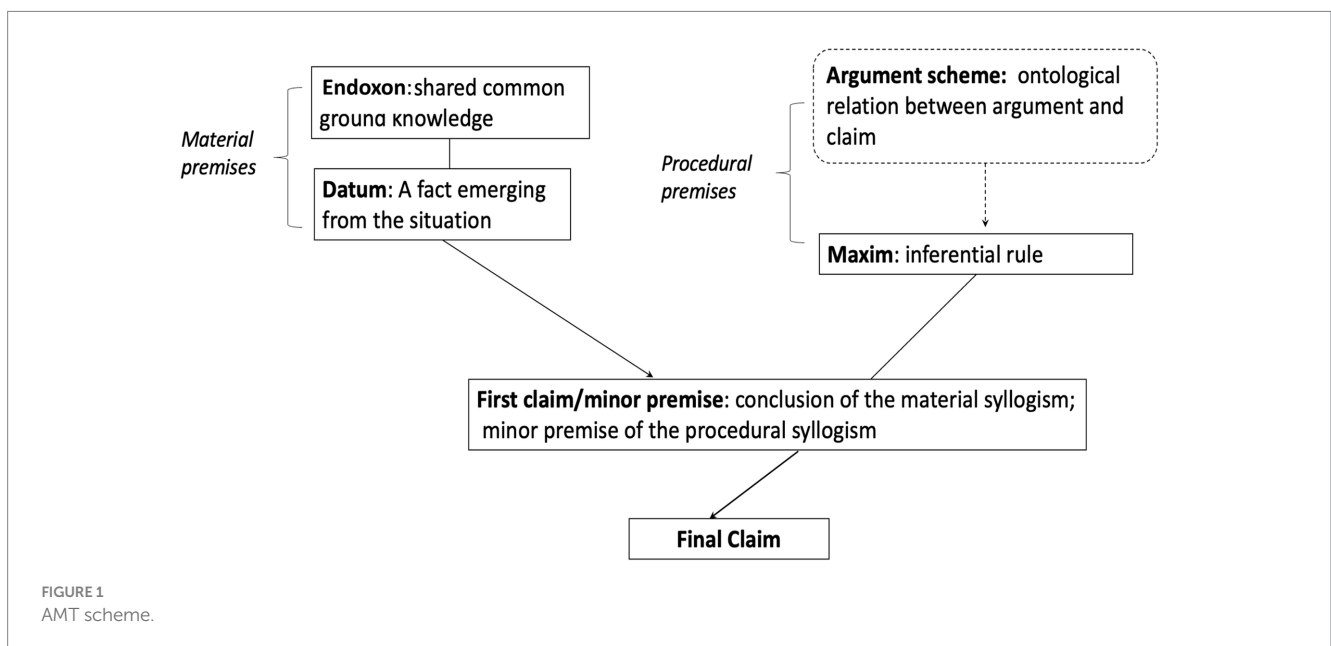 Endoxon: shared common
ground knowledge
Material
premises
Datum: A fact emerging
from the situation
Argument scheme: ontological
relation between argument and
claim
Procedural
premises
Maxim: inferential rule
First claim/minor premise: conclusion of the material syllogism;
minor premise of the procedural syllogism
Final Claim
FIGURE 1
AMT scheme.